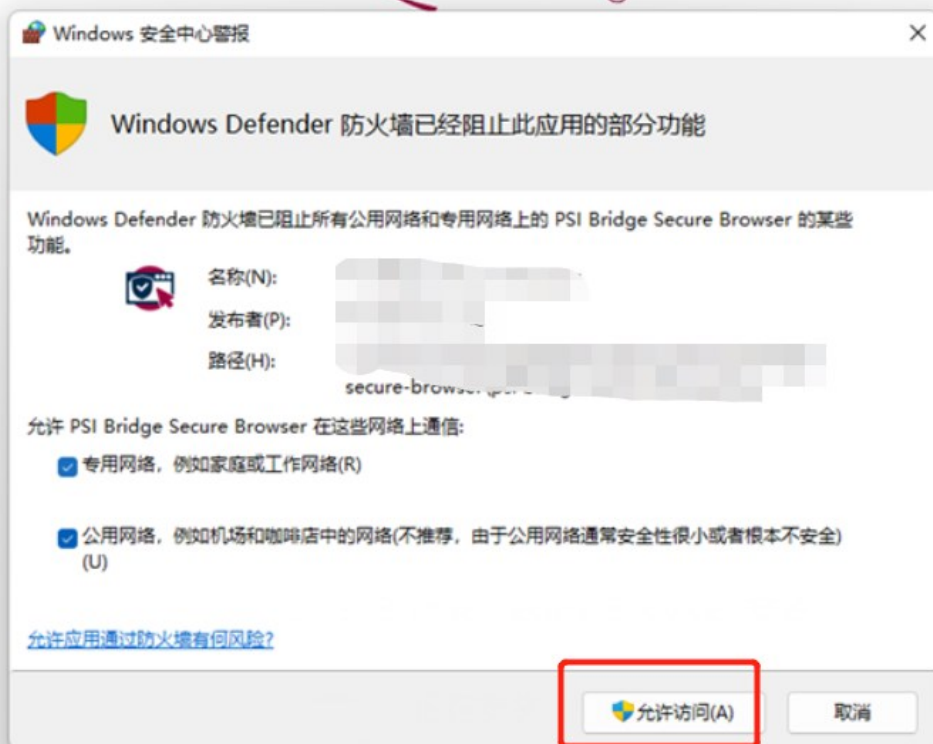 Windows 安全中心警报
Windows Defender 防火墙已经阻止此应用的部分功能
Windows Defender 防火墙已阻止所有公用网络和专用网络上的 PSI Bridge Secure Browser 的某些
功能。
名称(N):
发布者(P):
路径(H):
允许 PSI Bridge Secure Browser 在这些网络上通信:
专用网络，例如家庭或工作网络(R)
公用网络，例如机场和咖啡店中的网络(不推荐，由于公用网络通常安全性很小或者根本不安全)
(U)
允许应用通过防火墙有何风险?
允许访问(A)
取消